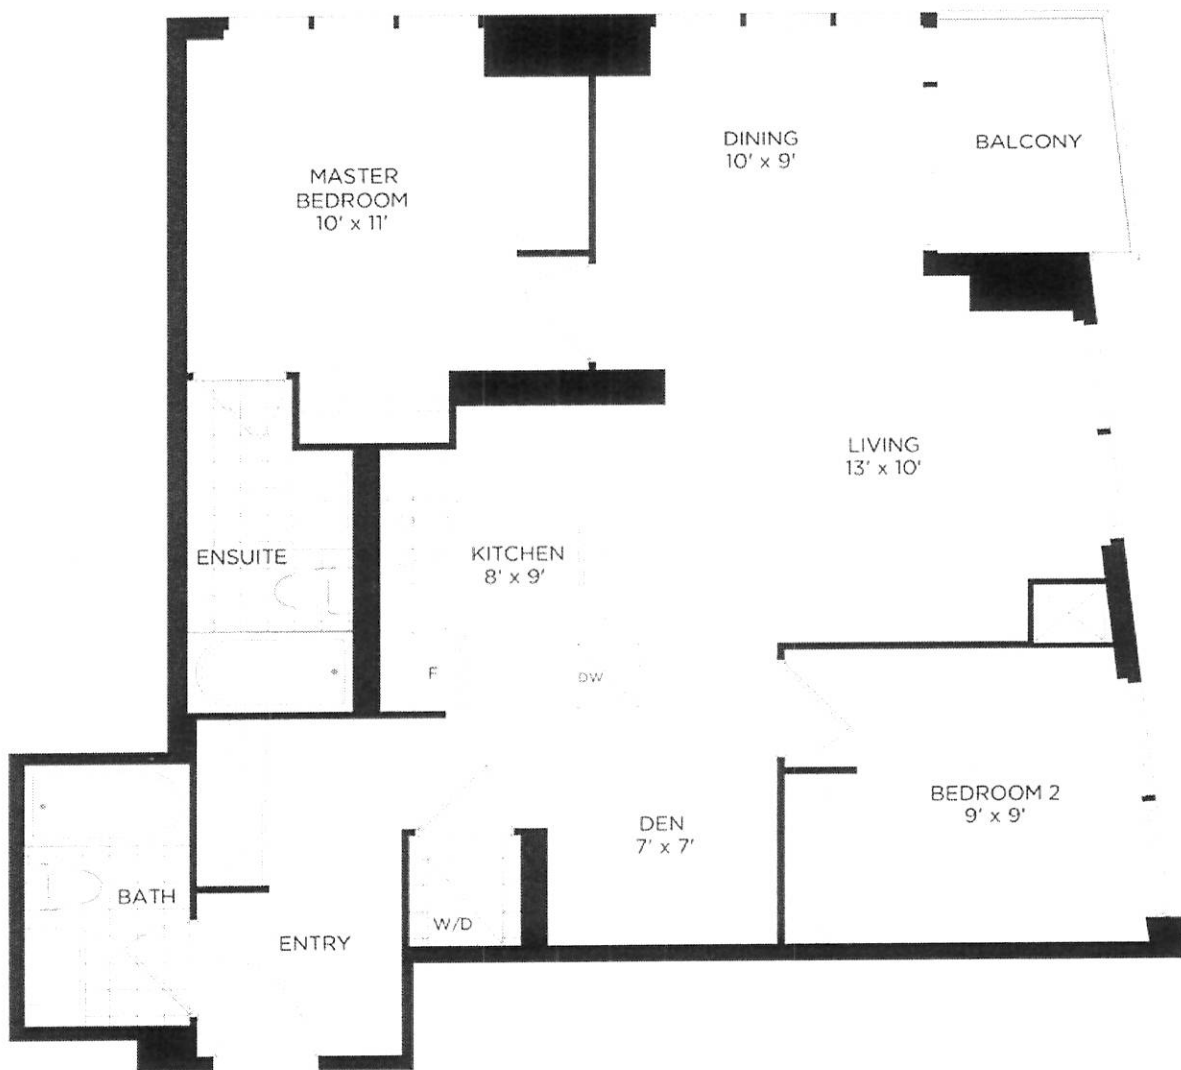 DINING
10' x 9'
BALCONY
MASTER
BEDROOM
10' x 11'
LIVING
13' x 10'
KITCHEN
8' x 9'
ENSUITE
F
DW
BEDROOM 2
9' x 9'
DEN
7' x 7'
BATH
W/D
ENTRY